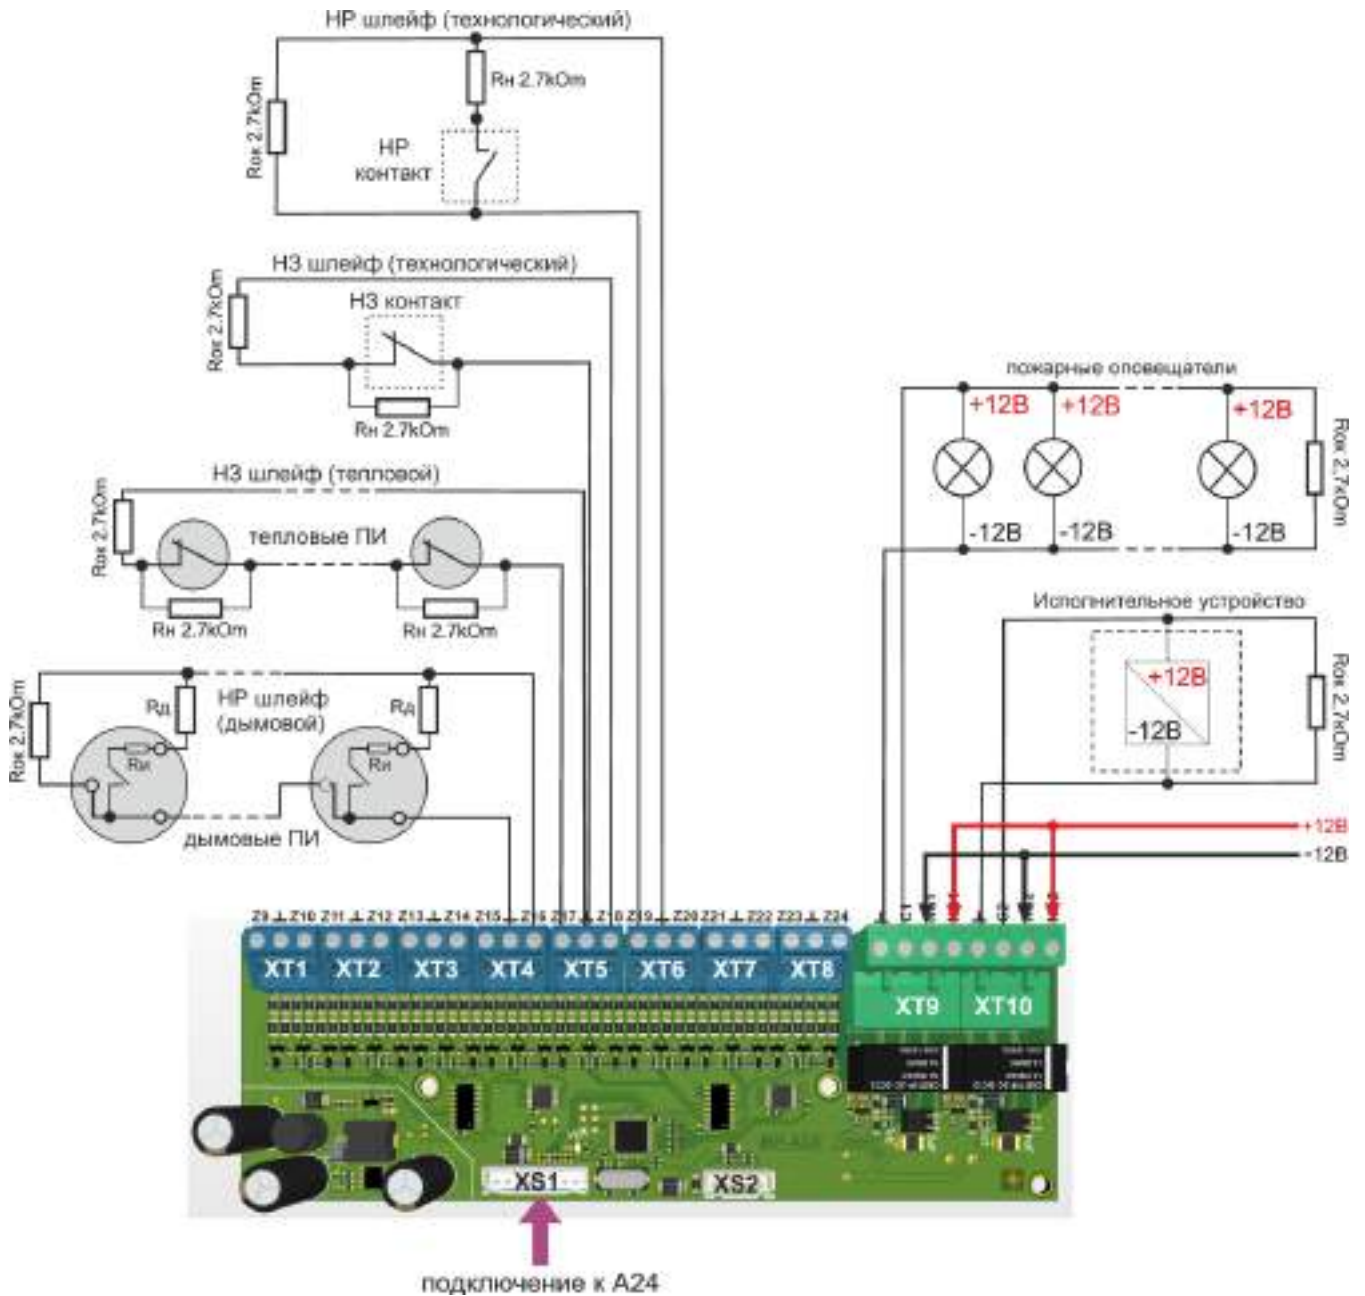 НР шлейф (технологический)
Rок 2.7kOm
Rн 2.7kOm
НР
контакт
НЗ шлейф (технологический)
Rок 2.7kOm
НЗ контакт
Rн 2.7kOm
НЗ шлейф (тепловой)
Rок 2.7kOm
тепловые ПИ
Rн 2.7kOm
Rн 2.7kOm
Rок 2.7kOm
Rд
НР шлейф
(дымовой)
Rд
Rи
Rи
дымовые ПИ
пожарные оповещатели
+12В
+12В
+12В
-12В
-12В
-12В
Rок 2.7kOm
Исполнительное устройство
+12В
-12В
Rок 2.7kOm
+12В
-12В
Z9 Z10 Z11 Z12 Z13 Z14 Z15 Z16 Z17 Z18 Z19 Z20 Z21 Z22 Z23 Z24
XT1 XT2 XT3 XT4 XT5 XT6 XT7 XT8
XT9 XT10
XS1
XS2
подключение к А24